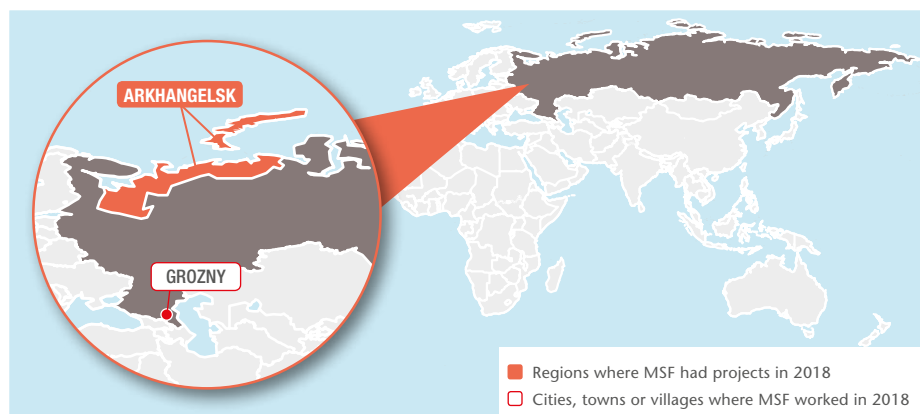 ARKHANGELSK
GROZNY
Regions where MSF had projects in 2018
Cities, towns or villages where MSF worked in 2018